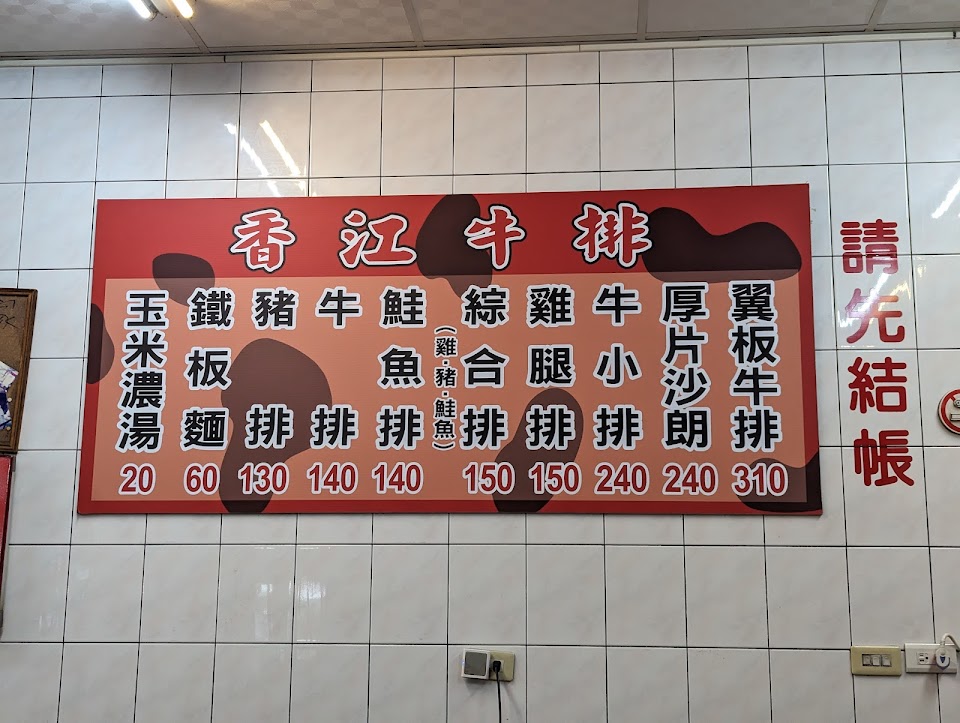 香江牛排
翼板牛排
310
厚片沙朗
240
牛小排
240
雞腿排
150
綜合排
(雞·豬·鮭魚)
150
鮭魚排
140
牛排
140
豬排
130
鐵板麵
60
玉米濃湯
20
請先結帳